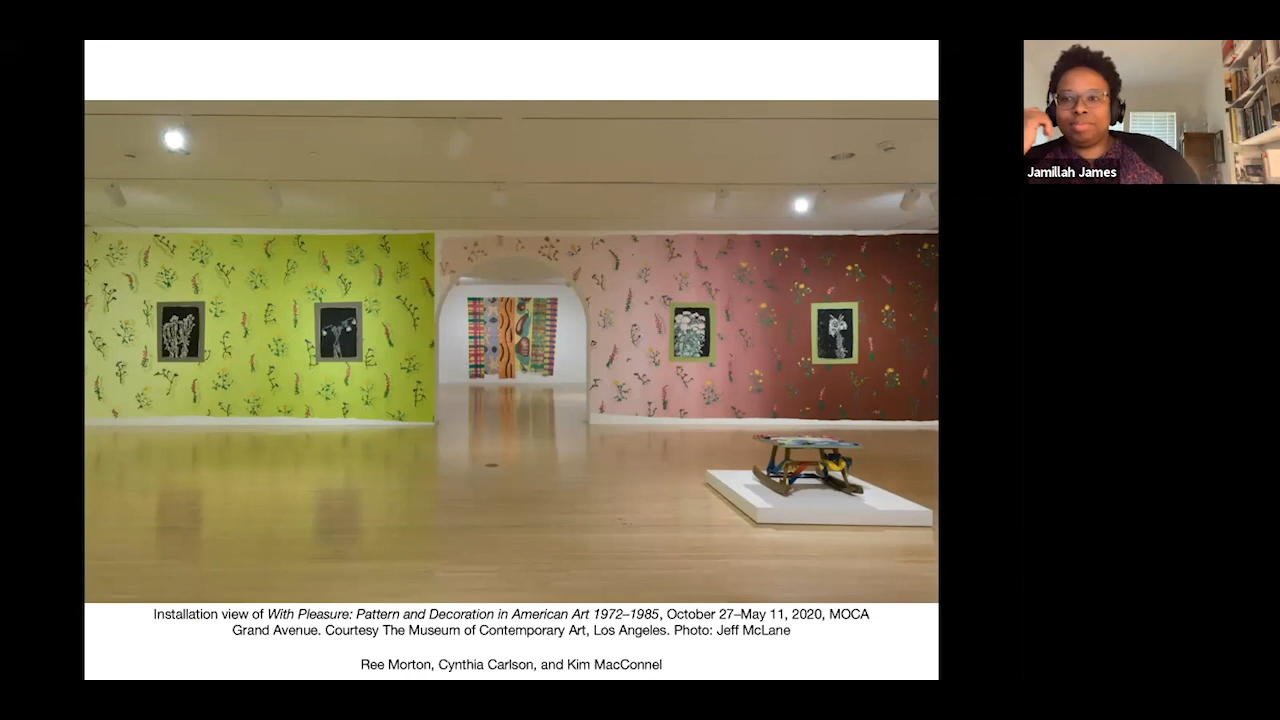 Jamillah James
Installation view of With Pleasure: Pattern and Decoration in American Art 1972–1985, October 27–May 11, 2020, MOCA
Grand Avenue. Courtesy The Museum of Contemporary Art, Los Angeles. Photo: Jeff McLane
Ree Morton, Cynthia Carlson, and Kim MacConnel